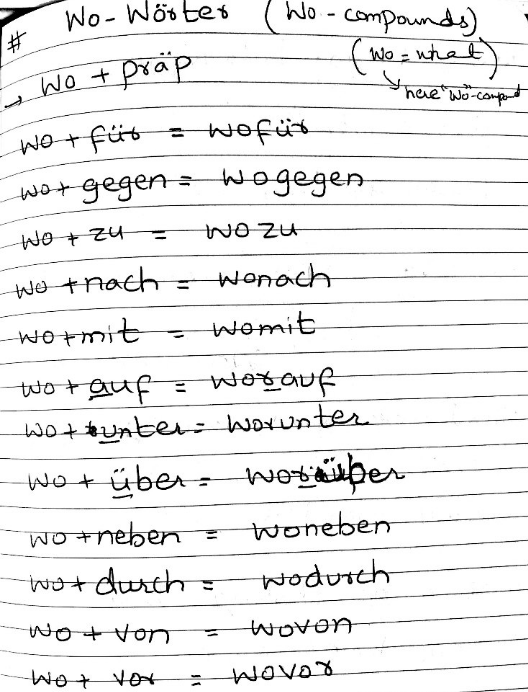 # Wo-Wörter (Wo-compounds)
(wo = what)
→ Wo + präp
here "Wo-compound
wo + für = wofür
wo + gegen = wogegen
wo + zu = wozu
wo + nach = wonach
wo + mit = womit
wo + auf = worauf
wo + unter = worunter
wo + über = worüber
wo + neben = woneben
wo + durch = wodurch
wo + von = wovon
wo + vor = wovor